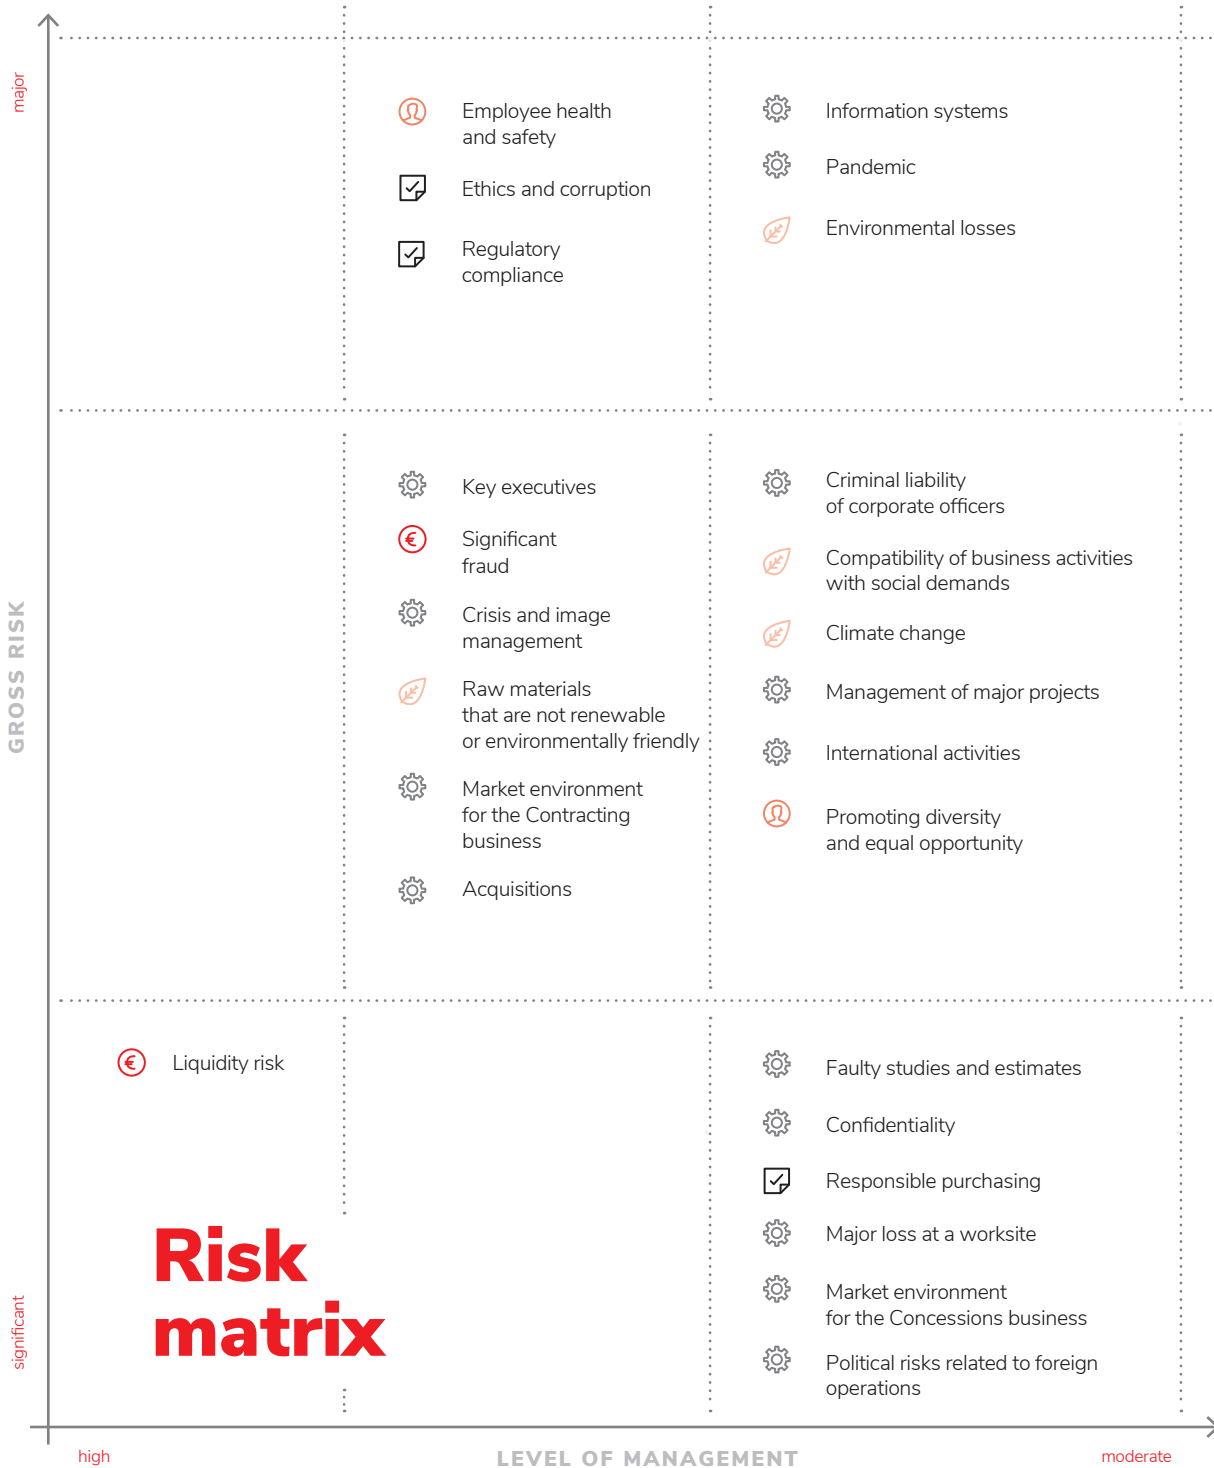 major
Employee health
and safety
Ethics and corruption
Regulatory
compliance
Information systems
Pandemic
Environmental losses
GROSS RISK
Key executives
Significant
fraud
Crisis and image
management
Raw materials
that are not renewable
or environmentally friendly
Market environment
for the Contracting
business
Acquisitions
Criminal liability
of corporate officers
Compatibility of business activities
with social demands
Climate change
Management of major projects
International activities
Promoting diversity
and equal opportunity
Liquidity risk
Faulty studies and estimates
Confidentiality
Responsible purchasing
Major loss at a worksite
Market environment
for the Concessions business
Political risks related to foreign
operations
Risk
matrix
significant
high
LEVEL OF MANAGEMENT
moderate